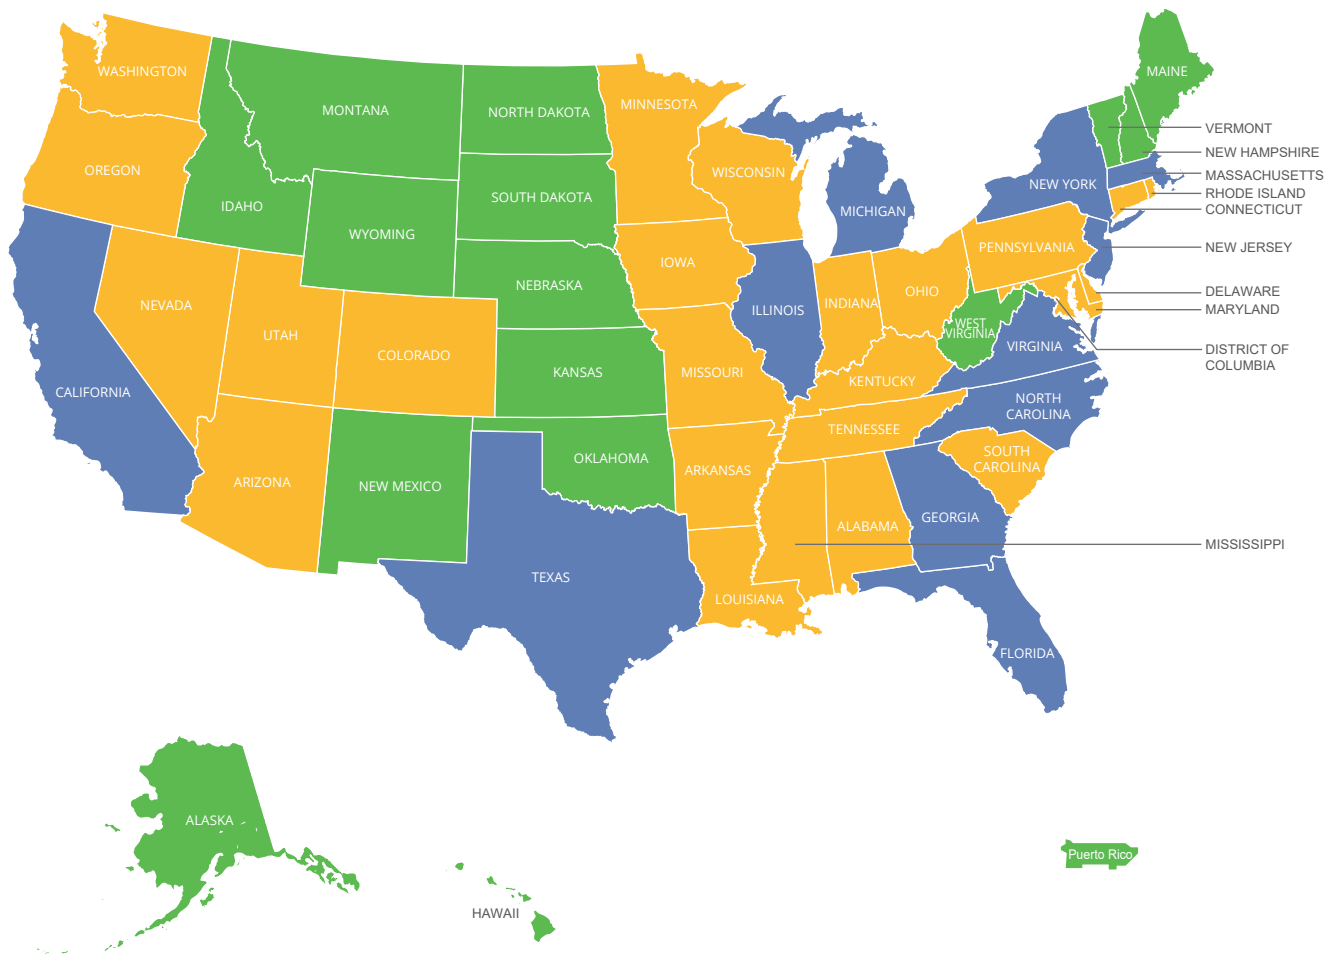 MAINE
WASHINGTON
MINNESOTA
MONTANA
NORTH DAKOTA
VERMONT
NEW HAMPSHIRE
OREGON
WISCONSIN
MASSACHUSETTS
NEW YORK
RHODE ISLAND
SOUTH DAKOTA
IDAHO
MICHIGAN
CONNECTICUT
WYOMING
PENNSYLVANIA
NEW JERSEY
IOWA
NEBRASKA
OHIO
DELAWARE
NEVADA
INDIANA
ILLINOIS
MARYLAND
WEST
VIRGINIA
UTAH
VIRGINIA
DISTRICT OF
COLUMBIA
COLORADO
KANSAS
MISSOURI
KENTUCKY
CALIFORNIA
NORTH
CAROLINA
TENNESSEE
SOUTH
CAROLINA
OKLAHOMA
ARKANSAS
ARIZONA
NEW MEXICO
GEORGIA
ALABAMA
MISSISSIPPI
TEXAS
LOUISIANA
FLORIDA
ALASKA
Puerto Rico
HAWAII